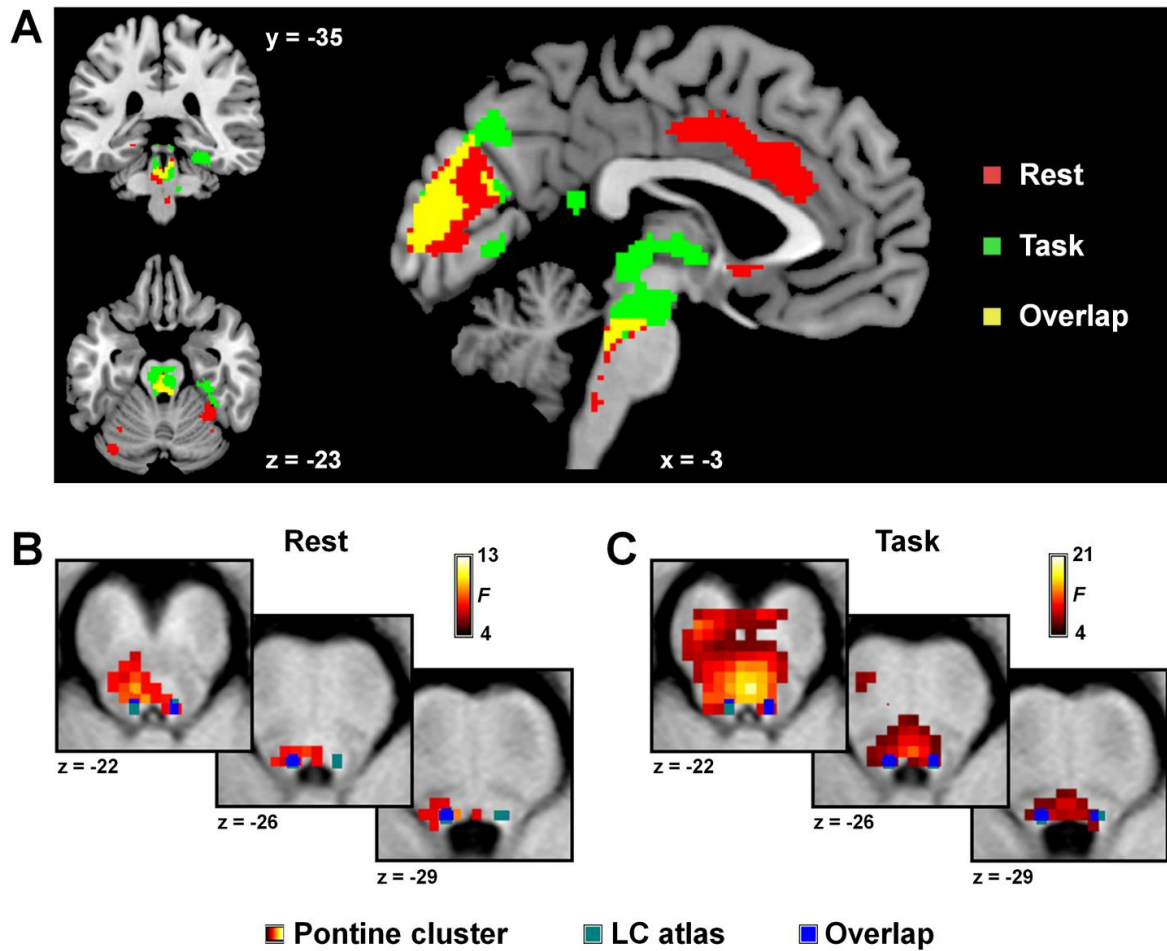 A
y = -35
z = -23
x = -3
Rest
Task
Overlap
B
Rest
13
F
4
z = -22
z = -26
z = -29
C
Task
21
F
4
z = -22
z = -26
z = -29
Pontine cluster LC atlas Overlap